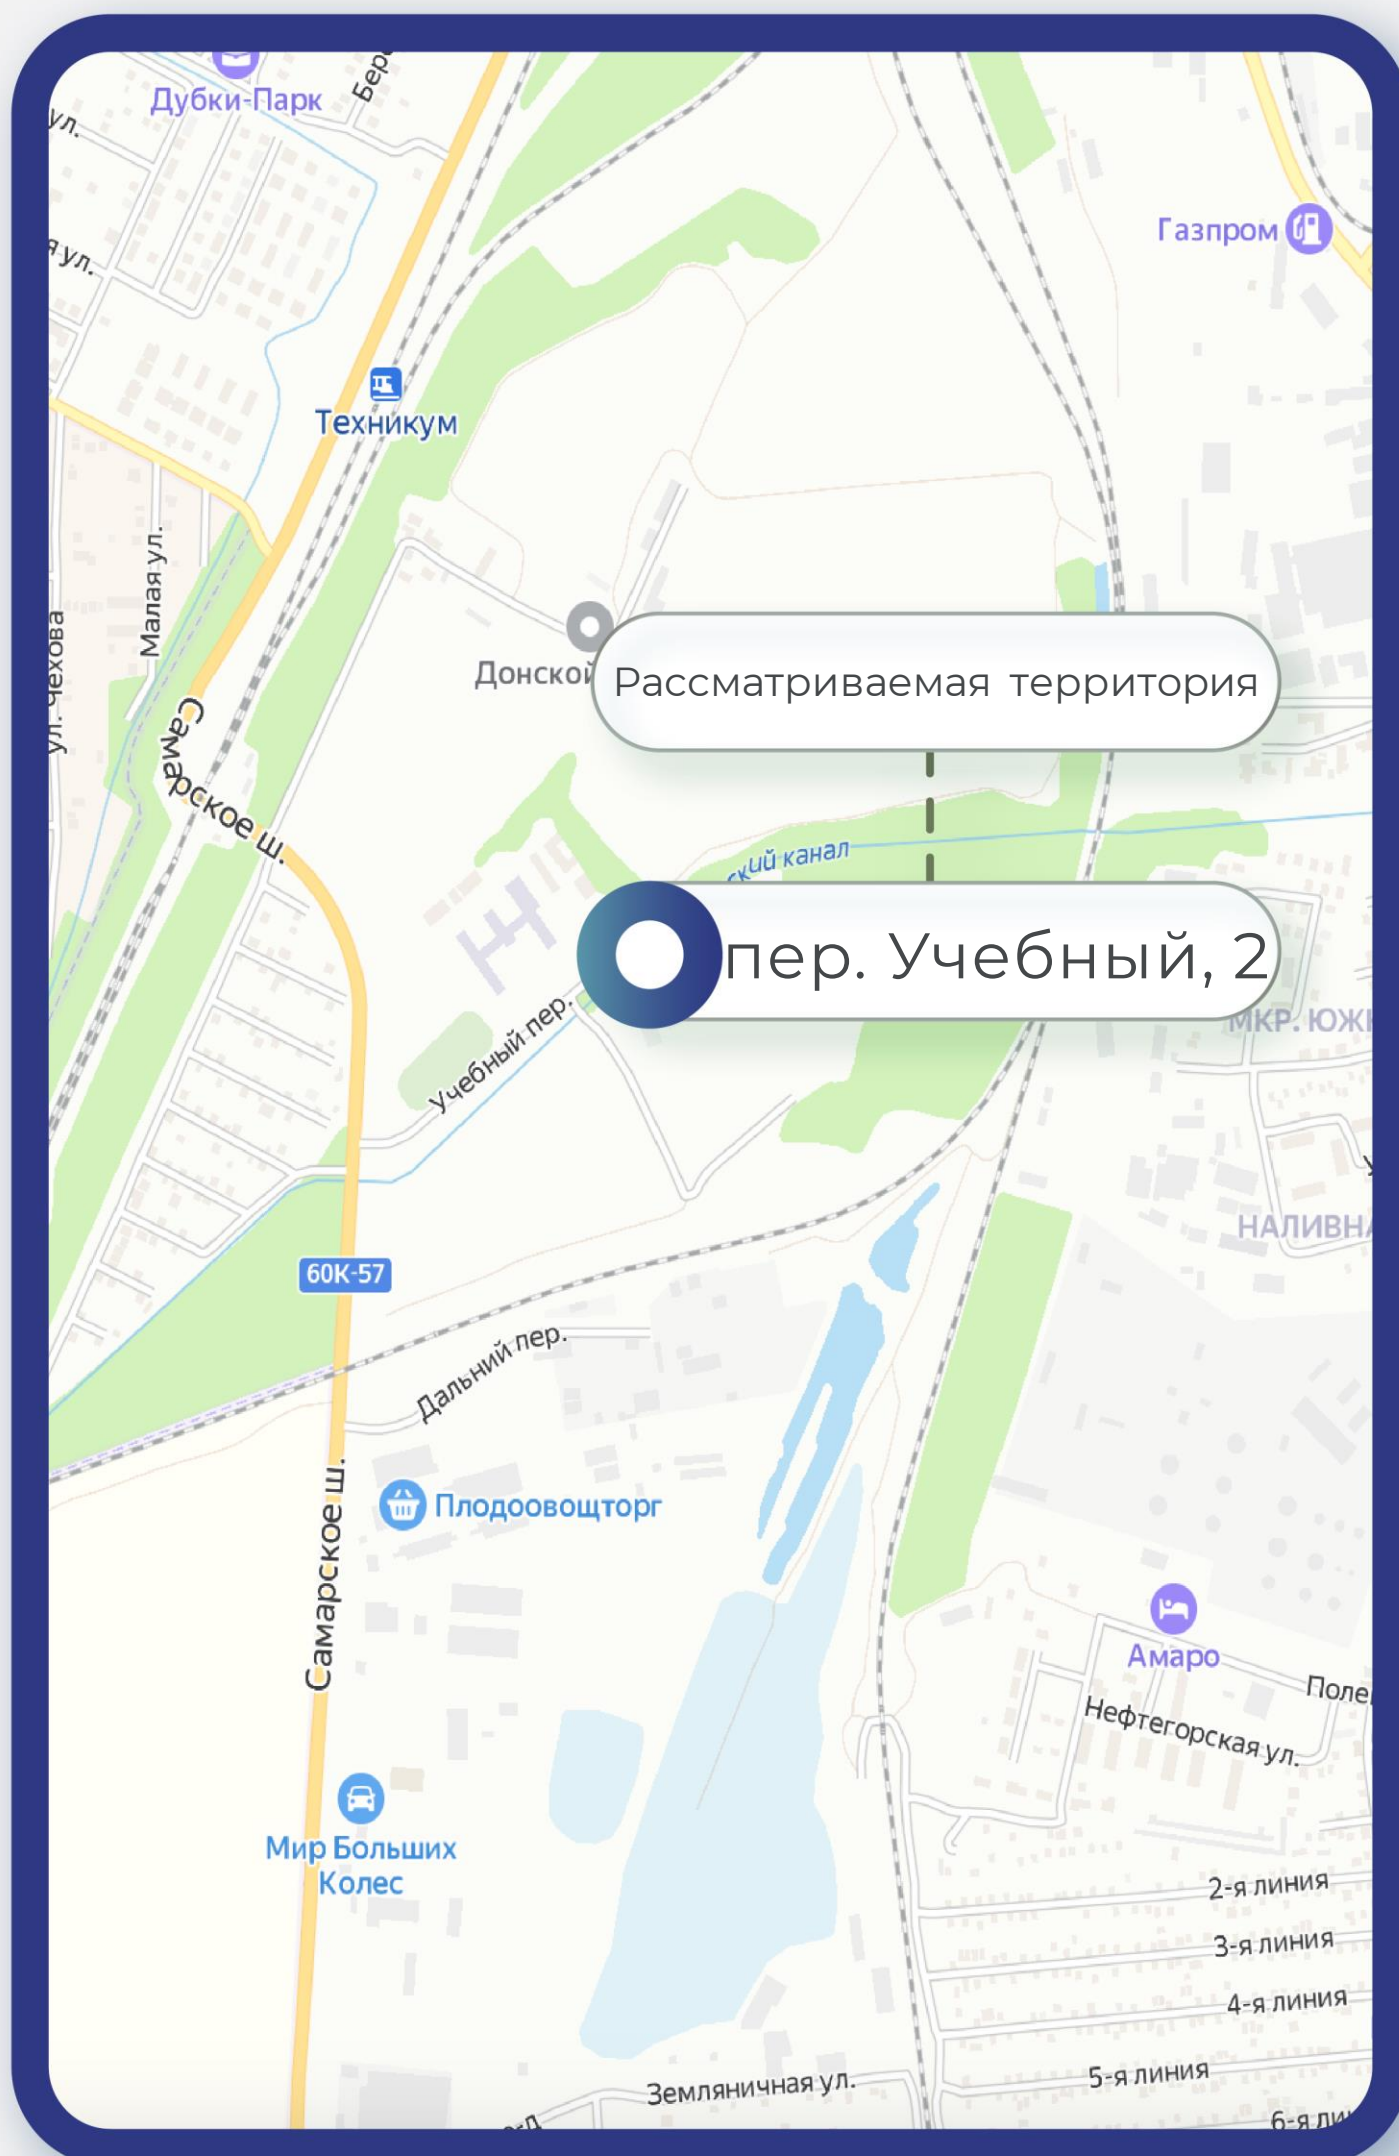 Дубки-Парк
ул.
Газпром
я ул.
Техникум
Малая ул.
ул. Чехова
Донской
Рассматриваемая территория
Самарское ш.
ский канал
пер. Учебный, 2
Учебный пер.
мкр. Южн
60К-57
Дальний пер.
Плодоовощторг
Самарское ш.
Амаро
Нефтегорская ул.
Мир Больших
Колес
2-я линия
3-я линия
4-я линия
5-я линия
Земляничная ул.